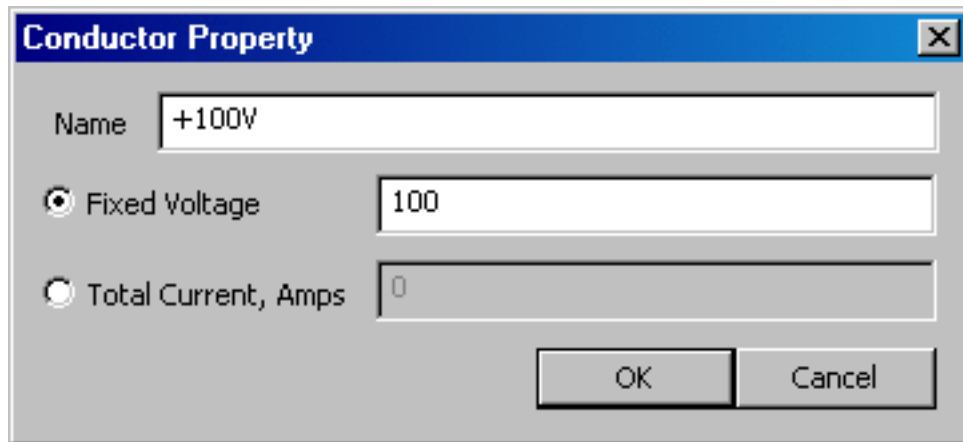 Conductor Property
Name +100V
Fixed Voltage 100
Total Current, Amps 0
OK Cancel